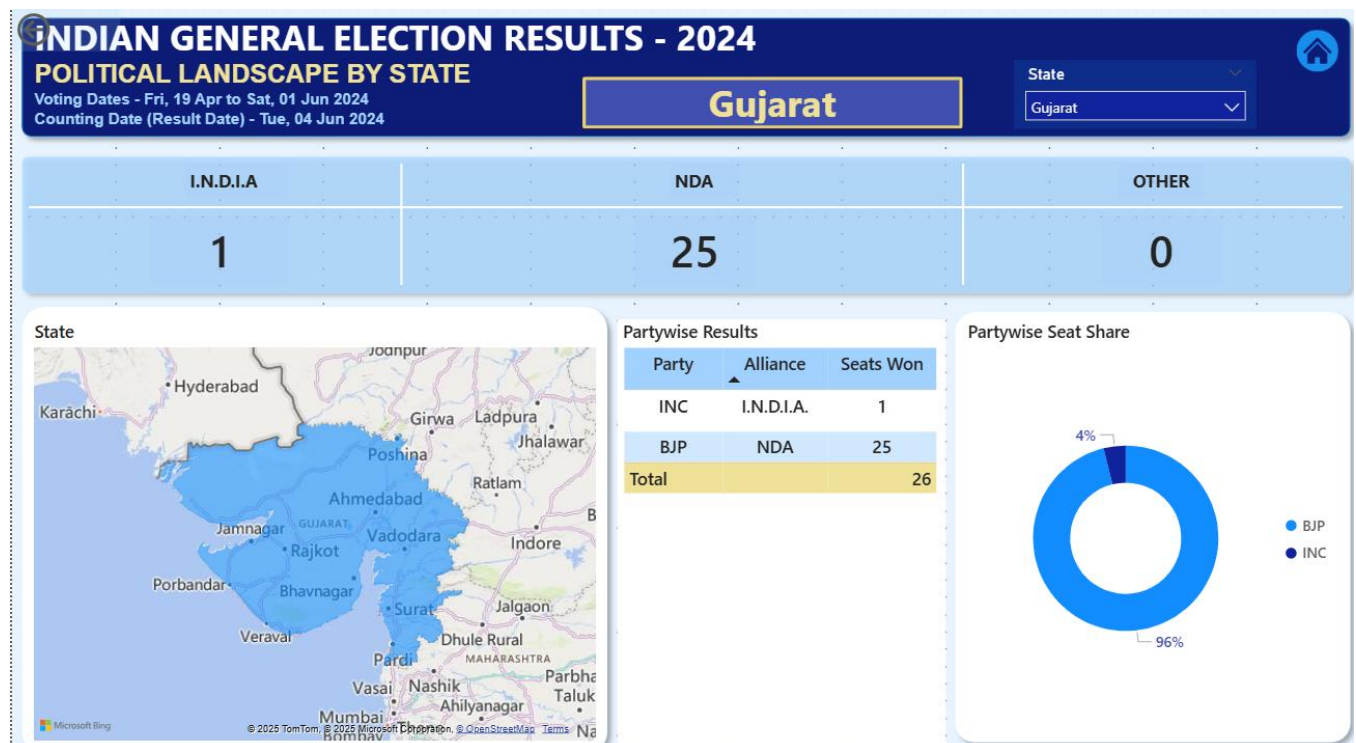 INDIAN GENERAL ELECTION RESULTS - 2024
POLITICAL LANDSCAPE BY STATE
Voting Dates - Fri, 19 Apr to Sat, 01 Jun 2024
Counting Date (Result Date) - Tue, 04 Jun 2024
Gujarat
State
Gujarat
I.N.D.I.A NDA OTHER
1 25 0
State
Jodhpur
Hyderabad
Karāchi
Girwa Ladpura
Jhalawar
Poshina
Ratlam
Ahmedabad
B
Jamnagar GUJARAT Vadodara
Indore
Rajkot
Porbandar
Bhavnagar
Surat Jalgaon
Veraval
Dhule Rural
Pardi MAHARASHTRA
Parbha
Vasai Nashik Taluk
Ahilyanagar
Mumbai
Bombay
Na
Microsoft Bing
© 2025 TomTom, © 2025 Microsoft Corporation, © OpenStreetMap Terms
Partywise Results
Party Alliance Seats Won
INC I.N.D.I.A. 1
BJP NDA 25
Total 26
Partywise Seat Share
4%
96%
BJP
INC